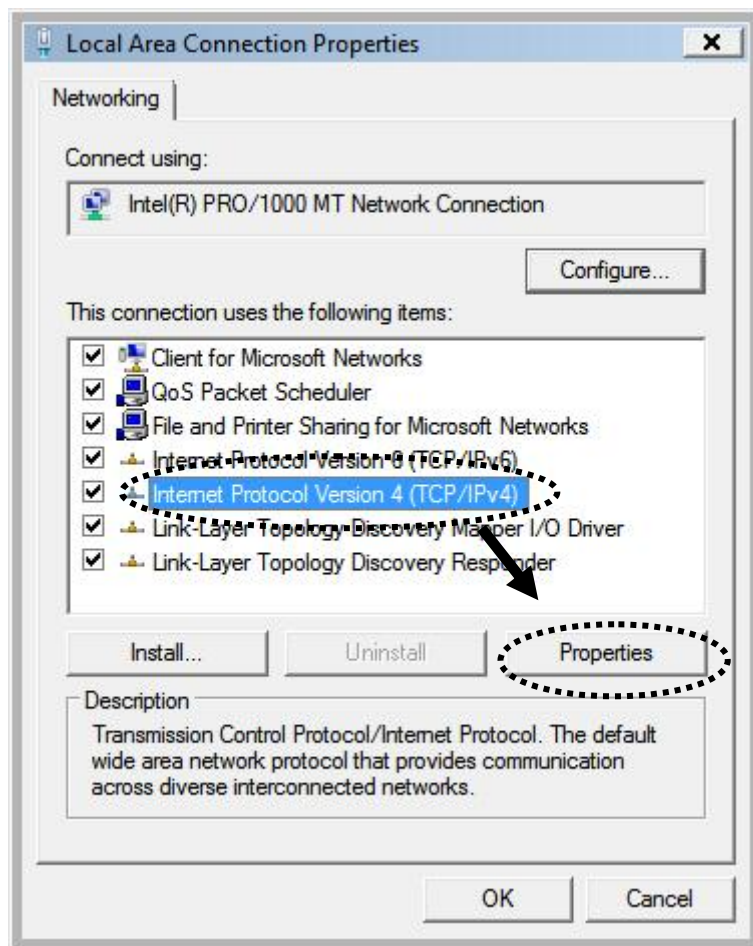 Local Area Connection Properties
Networking
Connect using:
Intel(R) PRO/1000 MT Network Connection
Configure...
This connection uses the following items:
Client for Microsoft Networks
QoS Packet Scheduler
File and Printer Sharing for Microsoft Networks
Internet Protocol Version 6 (TCP/IPv6)
Internet Protocol Version 4 (TCP/IPv4)
Link-Layer Topology Discovery Mapper I/O Driver
Link-Layer Topology Discovery Responder
Install... Uninstall Properties
Description
Transmission Control Protocol/Internet Protocol. The default
wide area network protocol that provides communication
across diverse interconnected networks.
OK Cancel